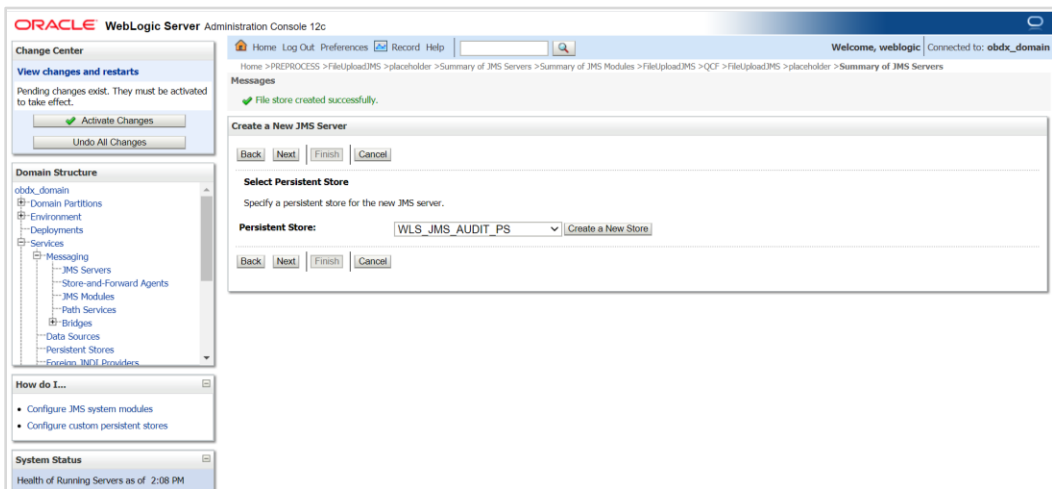 ORACLE WebLogic Server Administration Console 12c
Change Center
View changes and restarts
Pending changes exist. They must be activated
to take effect.
Activate Changes
Undo All Changes
Domain Structure
obdx_domain
Domain Partitions
Environment
Deployments
Services
Messaging
JMS Servers
Store-and-Forward Agents
JMS Modules
Path Services
Bridges
Data Sources
Persistent Stores
Foreign JNDI Providers
How do I...
Configure JMS system modules
Configure custom persistent stores
System Status
Health of Running Servers as of 2:08 PM
Home Log Out Preferences Record Help
Welcome, weblogic Connected to: obdx_domain
Home >PREPROCESS >FileUploadJMS >placeholder >Summary of JMS Servers >Summary of JMS Modules >FileUploadJMS >QCF >FileUploadJMS >placeholder >Summary of JMS Servers
Messages
File store created successfully.
Create a New JMS Server
Back Next Finish Cancel
Select Persistent Store
Specify a persistent store for the new JMS server.
Persistent Store: WLS_JMS_AUDIT_PS Create a New Store
Back Next Finish Cancel